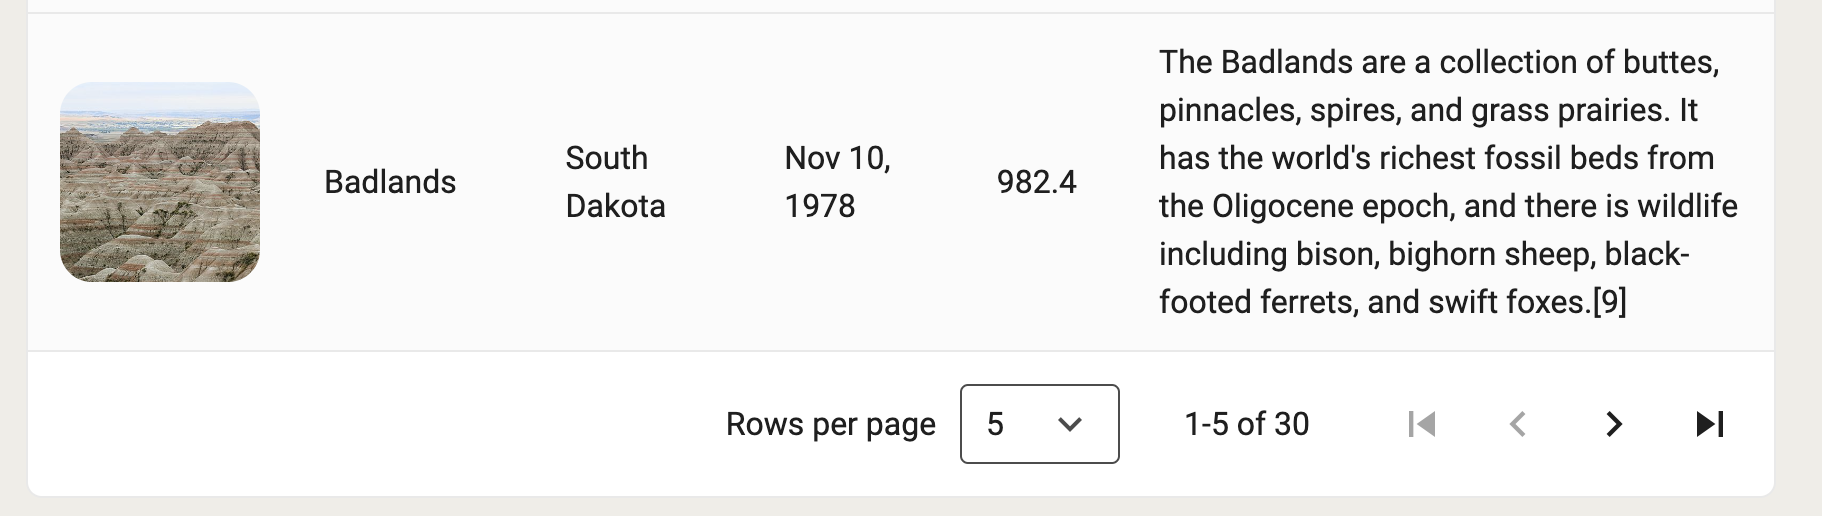 Badlands
South
Dakota
Nov 10,
1978
982.4
The Badlands are a collection of buttes,
pinnacles, spires, and grass prairies. It
has the world's richest fossil beds from
the Oligocene epoch, and there is wildlife
including bison, bighorn sheep, black-
footed ferrets, and swift foxes.[9]
Rows per page 5 1-5 of 30